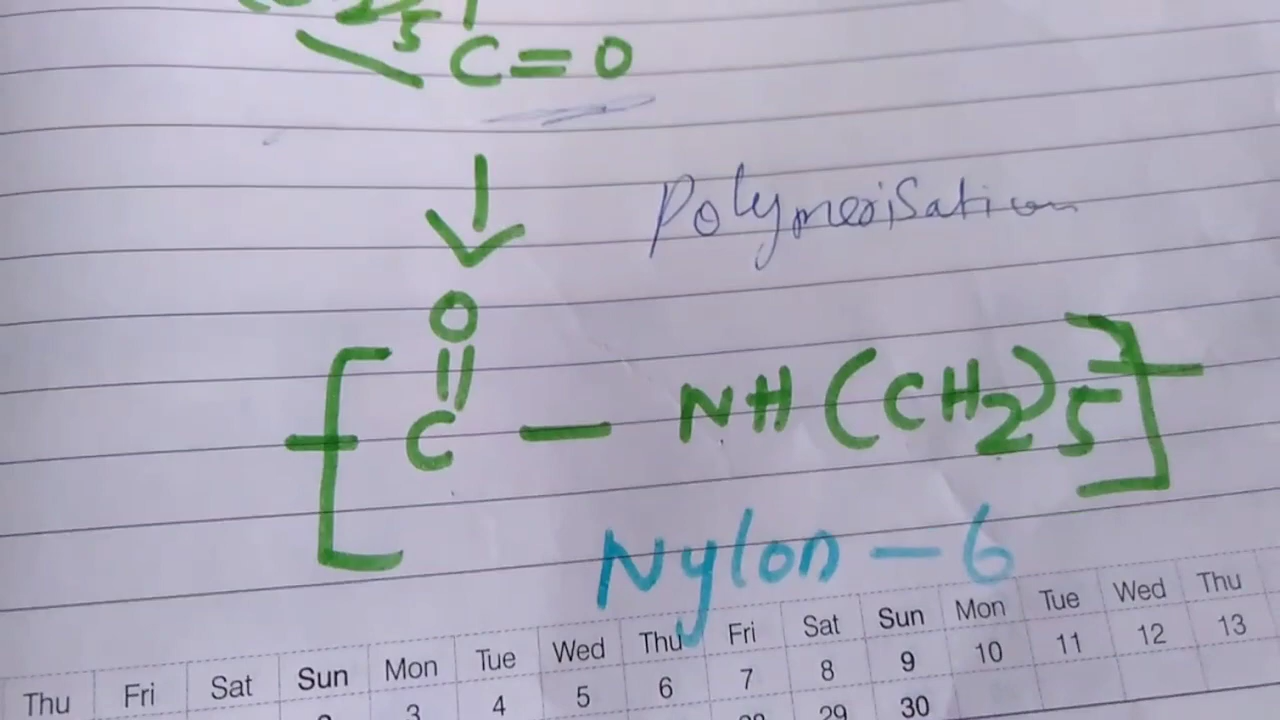 C=O
Polymerisation
O
||
[C — NH(CH2)5]
Nylon-6
Thu Fri Sat Sun Mon Tue Wed Thu Fri Sat Sun Mon Tue Wed Thu
3 4 5 6 7 8 9 10 11 12 13
29 30